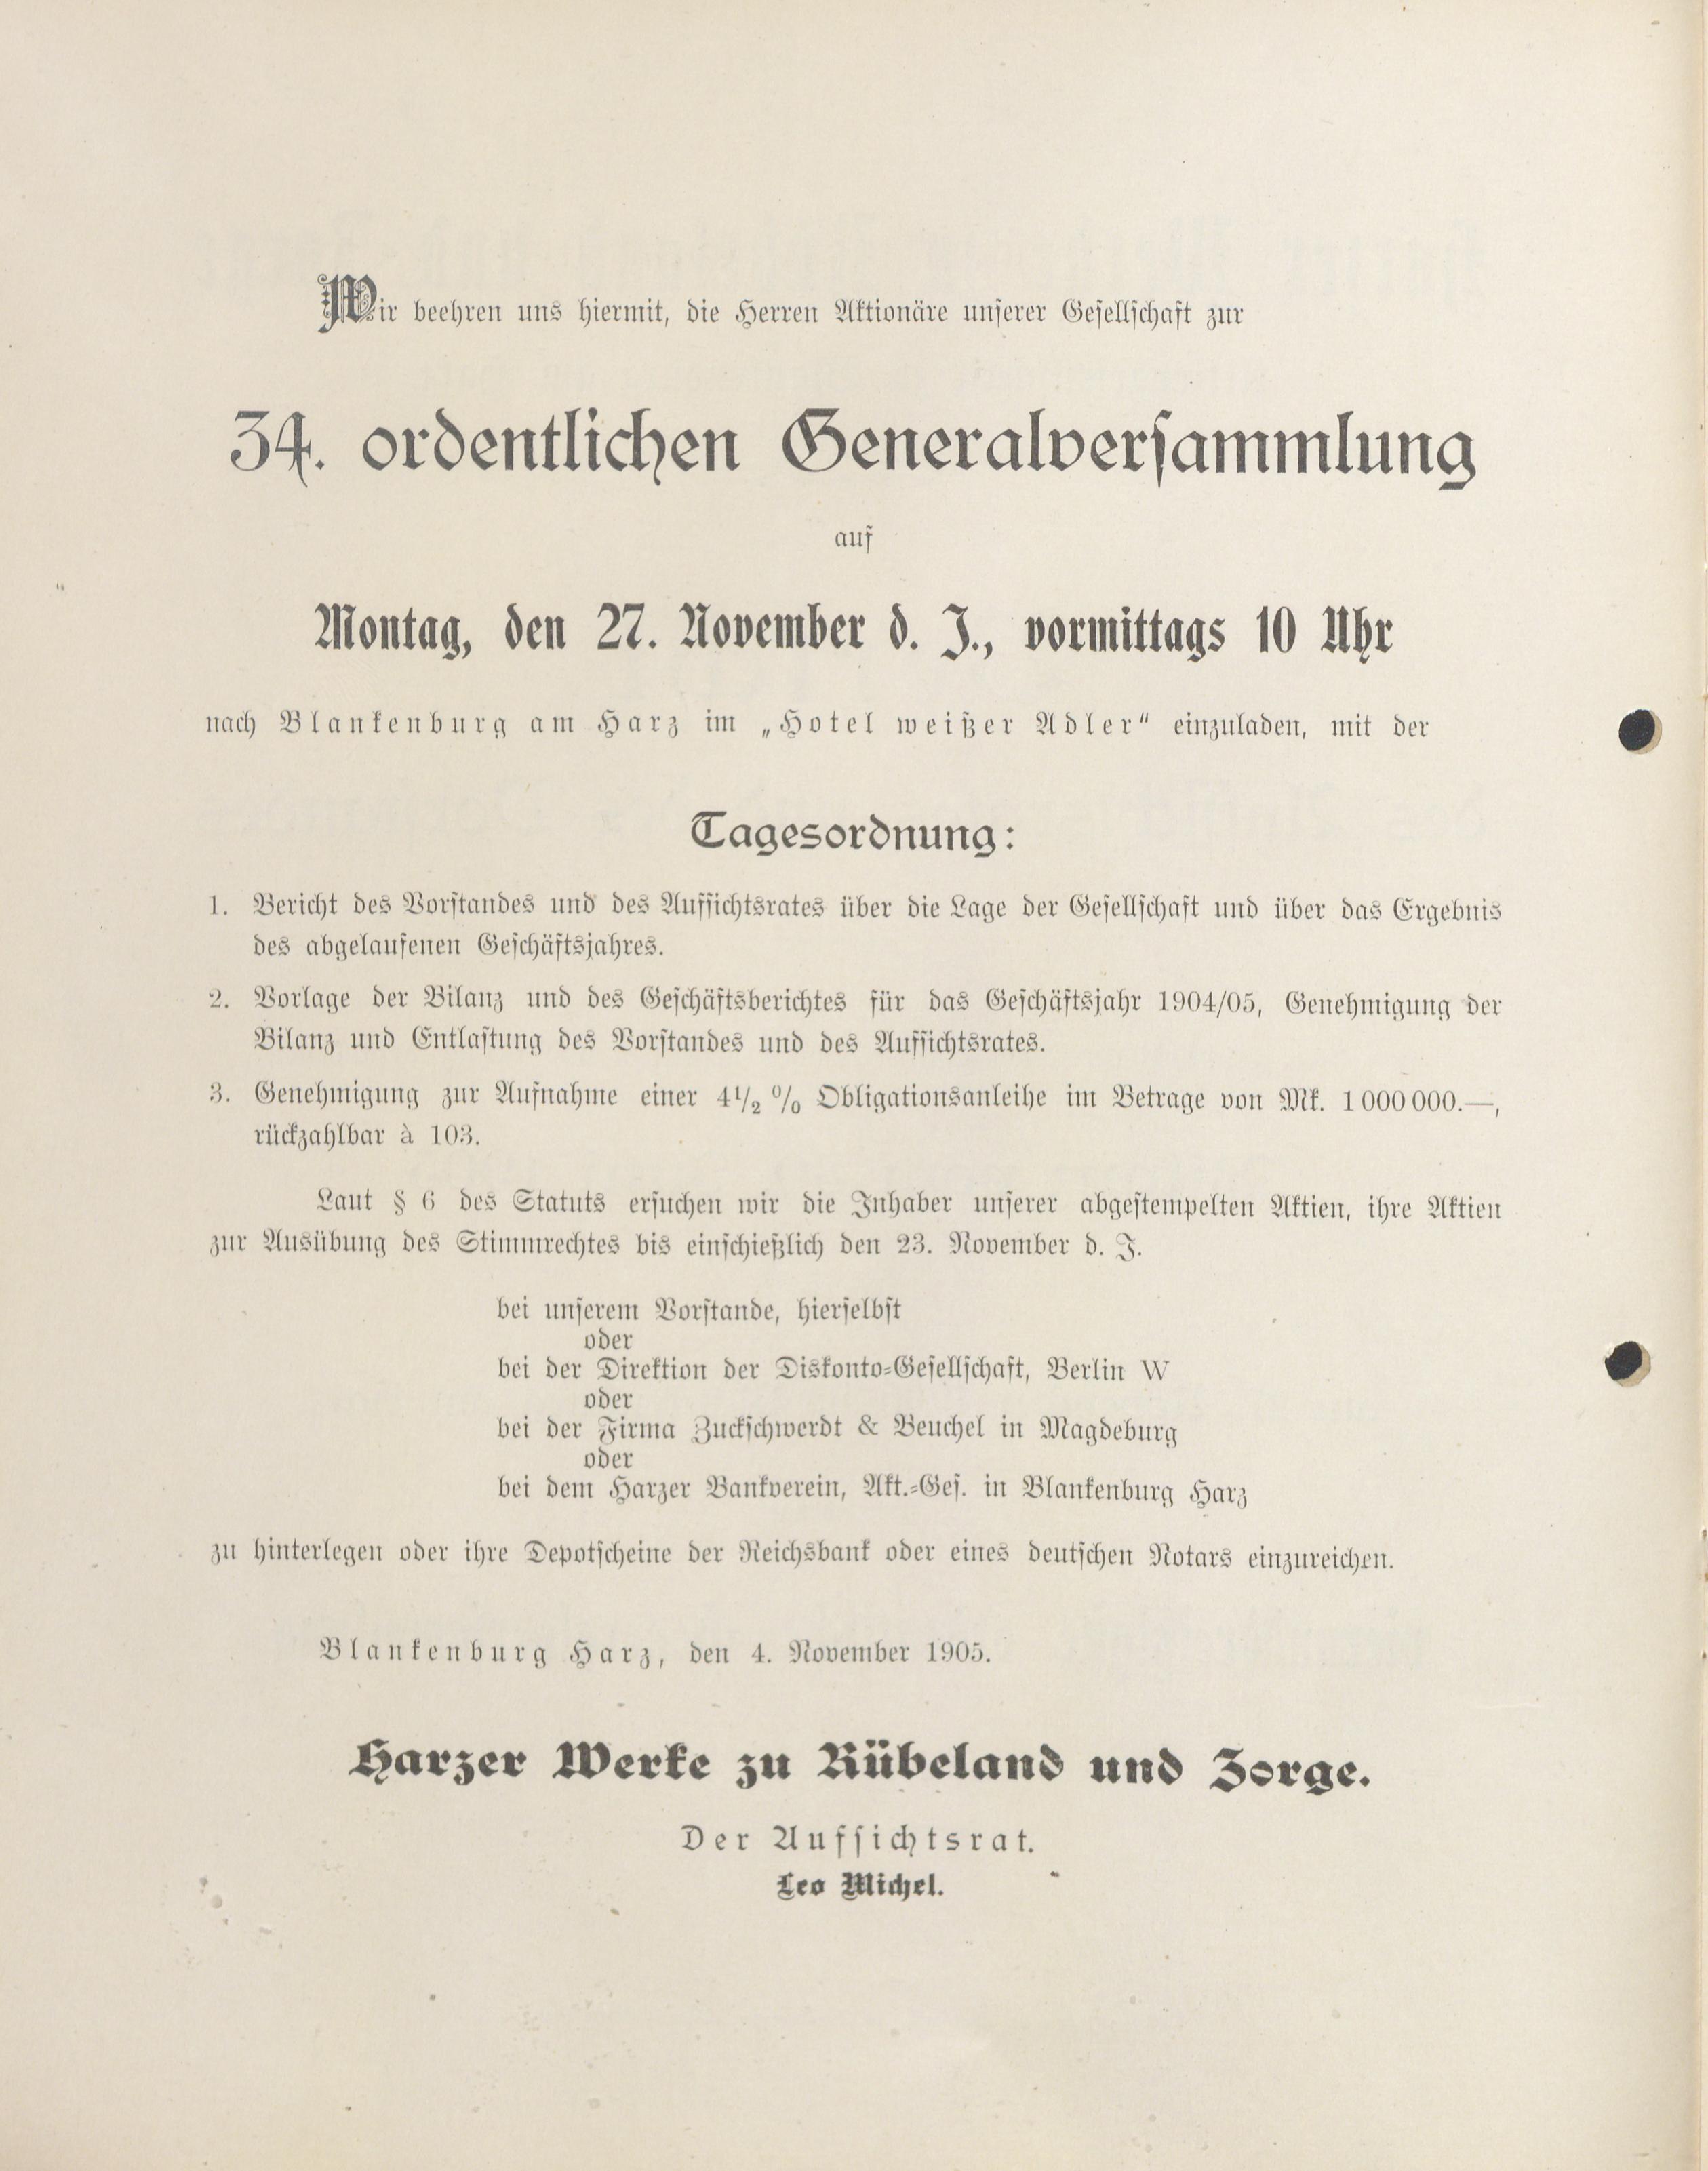 Wir beehren uns hiermit, die Herren Aktionäre unserer Gesellschaft zur
34. ordentlichen Generalversammlung
auf
Montag, den 27. November d. J., vormittags 10 Uhr
nach Blankenburg am Harz im „Hotel weißer Adler“ einzuladen, mit der
Tagesordnung:
1. Bericht des Vorstandes und des Aufsichtsrates über die Lage der Gesellschaft und über das Ergebnis
des abgelaufenen Geschäftsjahres.
2. Vorlage der Bilanz und des Geschäftsberichtes für das Geschäftsjahr 1904/05, Genehmigung der
Bilanz und Entlastung des Vorstandes und des Aufsichtsrates.
3. Genehmigung zur Aufnahme einer 4½ % Obligationsanleihe im Betrage von Mk. 1 000 000.—,
rückzahlbar à 103.
Laut § 6 des Statuts ersuchen wir die Inhaber unserer abgestempelten Aktien, ihre Aktien
zur Ausübung des Stimmrechtes bis einschießlich den 23. November d. J.
bei unserem Vorstande, hierselbst
oder
bei der Direktion der Diskonto-Gesellschaft, Berlin W
oder
bei der Firma Zuckschwerdt & Beuchel in Magdeburg
oder
bei dem Harzer Bankverein, Akt.-Ges. in Blankenburg Harz
zu hinterlegen oder ihre Depotscheine der Reichsbank oder eines deutschen Notars einzureichen.
Blankenburg Harz, den 4. November 1905.
Harzer Werke zu Rübeland und Zorge.
Der Aufsichtsrat.
Leo Michel.